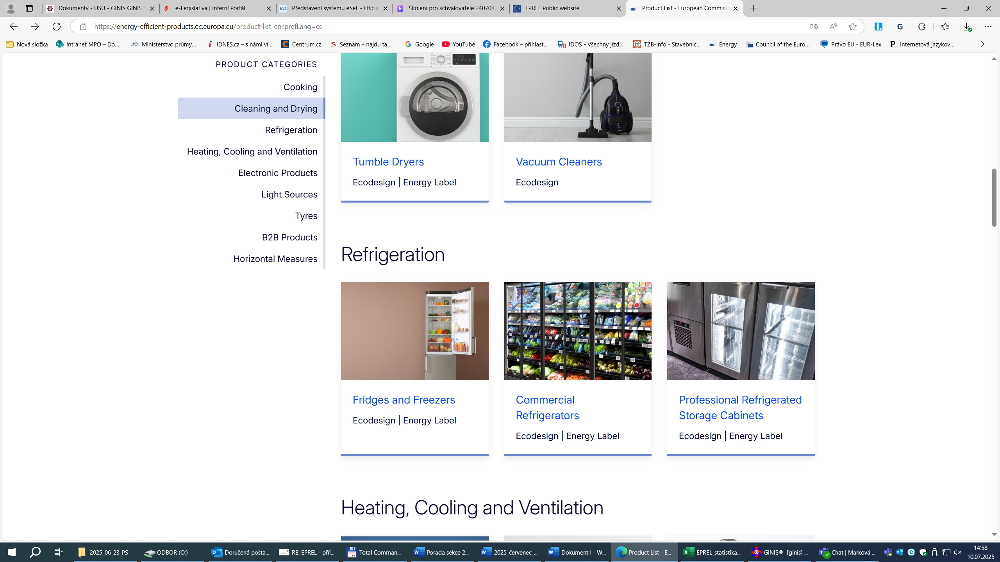 Dokumenty - USU - GINIS GINIS S
e-Legislativa | Interní Portál
Představení systému eSeL - Oficiá
Školení pro schvalovatele 240704_
EPREL Public website
Product List - European Commissi
https://energy-efficient-products.ec.europa.eu/product-list_en?prefLang=cs
Nová složka
Intranet MPO – Do...
Ministerstvo průmy...
iDNES.cz – s námi ví...
Centrum.cz
Seznam – najdu ta...
Google
YouTube
Facebook – přihlast...
IDOS • Všechny jízd...
TZB-info - Stavebnic...
Energy
Council of the Euro...
Právo EU - EUR-Lex
Internetová jazykov...
PRODUCT CATEGORIES
Cooking
Cleaning and Drying
Refrigeration
Heating, Cooling and Ventilation
Electronic Products
Light Sources
Tyres
B2B Products
Horizontal Measures
Tumble Dryers
Ecodesign | Energy Label
Vacuum Cleaners
Ecodesign
Refrigeration
Fridges and Freezers
Ecodesign | Energy Label
Commercial
Refrigerators
Ecodesign | Energy Label
Professional Refrigerated
Storage Cabinets
Ecodesign | Energy Label
Heating, Cooling and Ventilation
2025_06_23_PS
ODBOR (O:)
Doručená pošta...
RE: EPREL - příl...
Total Comman...
Porada sekce 2...
2025_červenec_...
Dokument1 - W...
Product List - E...
EPREL_statistika...
GINIS® [ginis] ...
Chat | Marková ...
14:58
10.07.2025